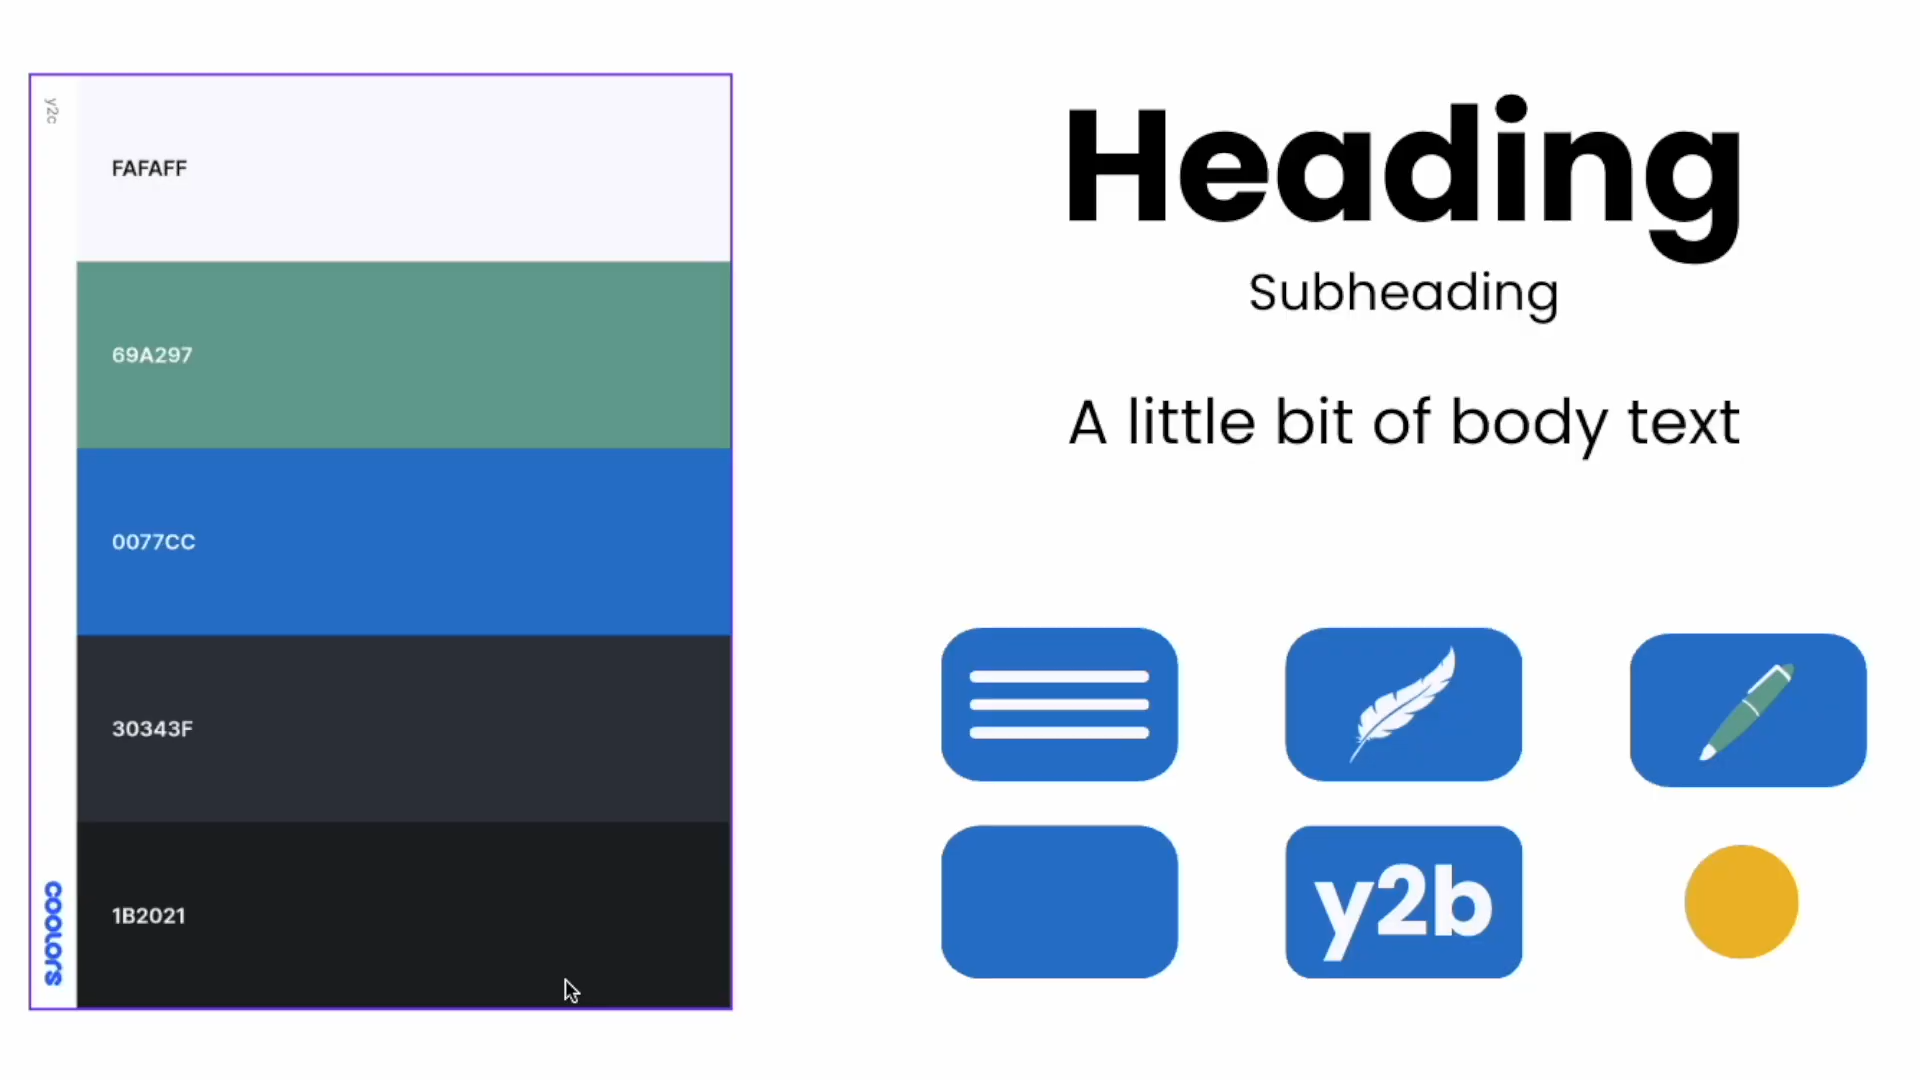 y2c
FAFAFF
69A297
0077CC
30343F
1B2021
coolors
Heading
Subheading
A little bit of body text
y2b